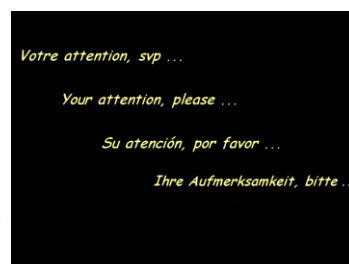 Votre attention, svp ...
Your attention, please ...
Su atención, por favor ...
Ihre Aufmerksamkeit, bitte ..